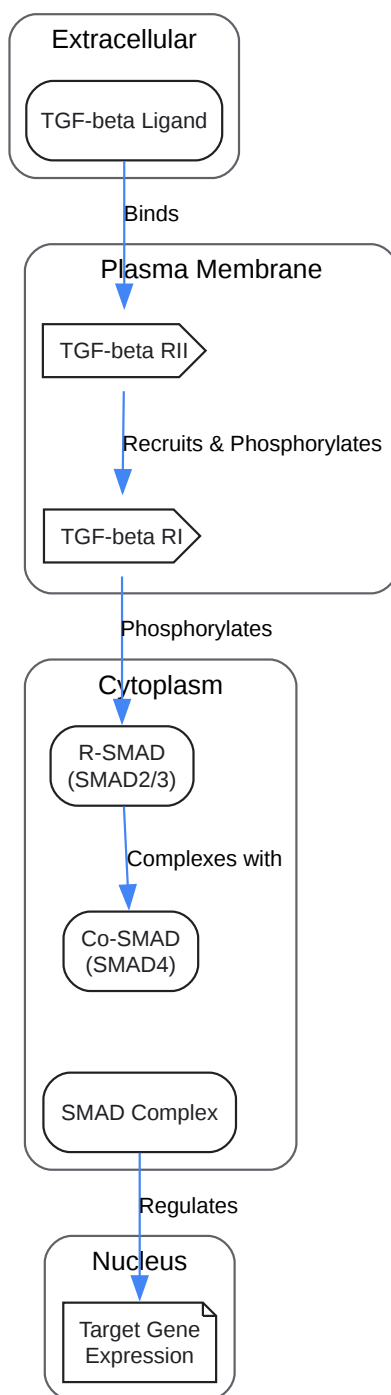 Extracellular
TGF-beta Ligand
Binds
Plasma Membrane
TGF-beta RII
Recruits & Phosphorylates
TGF-beta RI
Phosphorylates
Cytoplasm
R-SMAD
(SMAD2/3)
Complexes with
Co-SMAD
(SMAD4)
SMAD Complex
Regulates
Nucleus
Target Gene
Expression